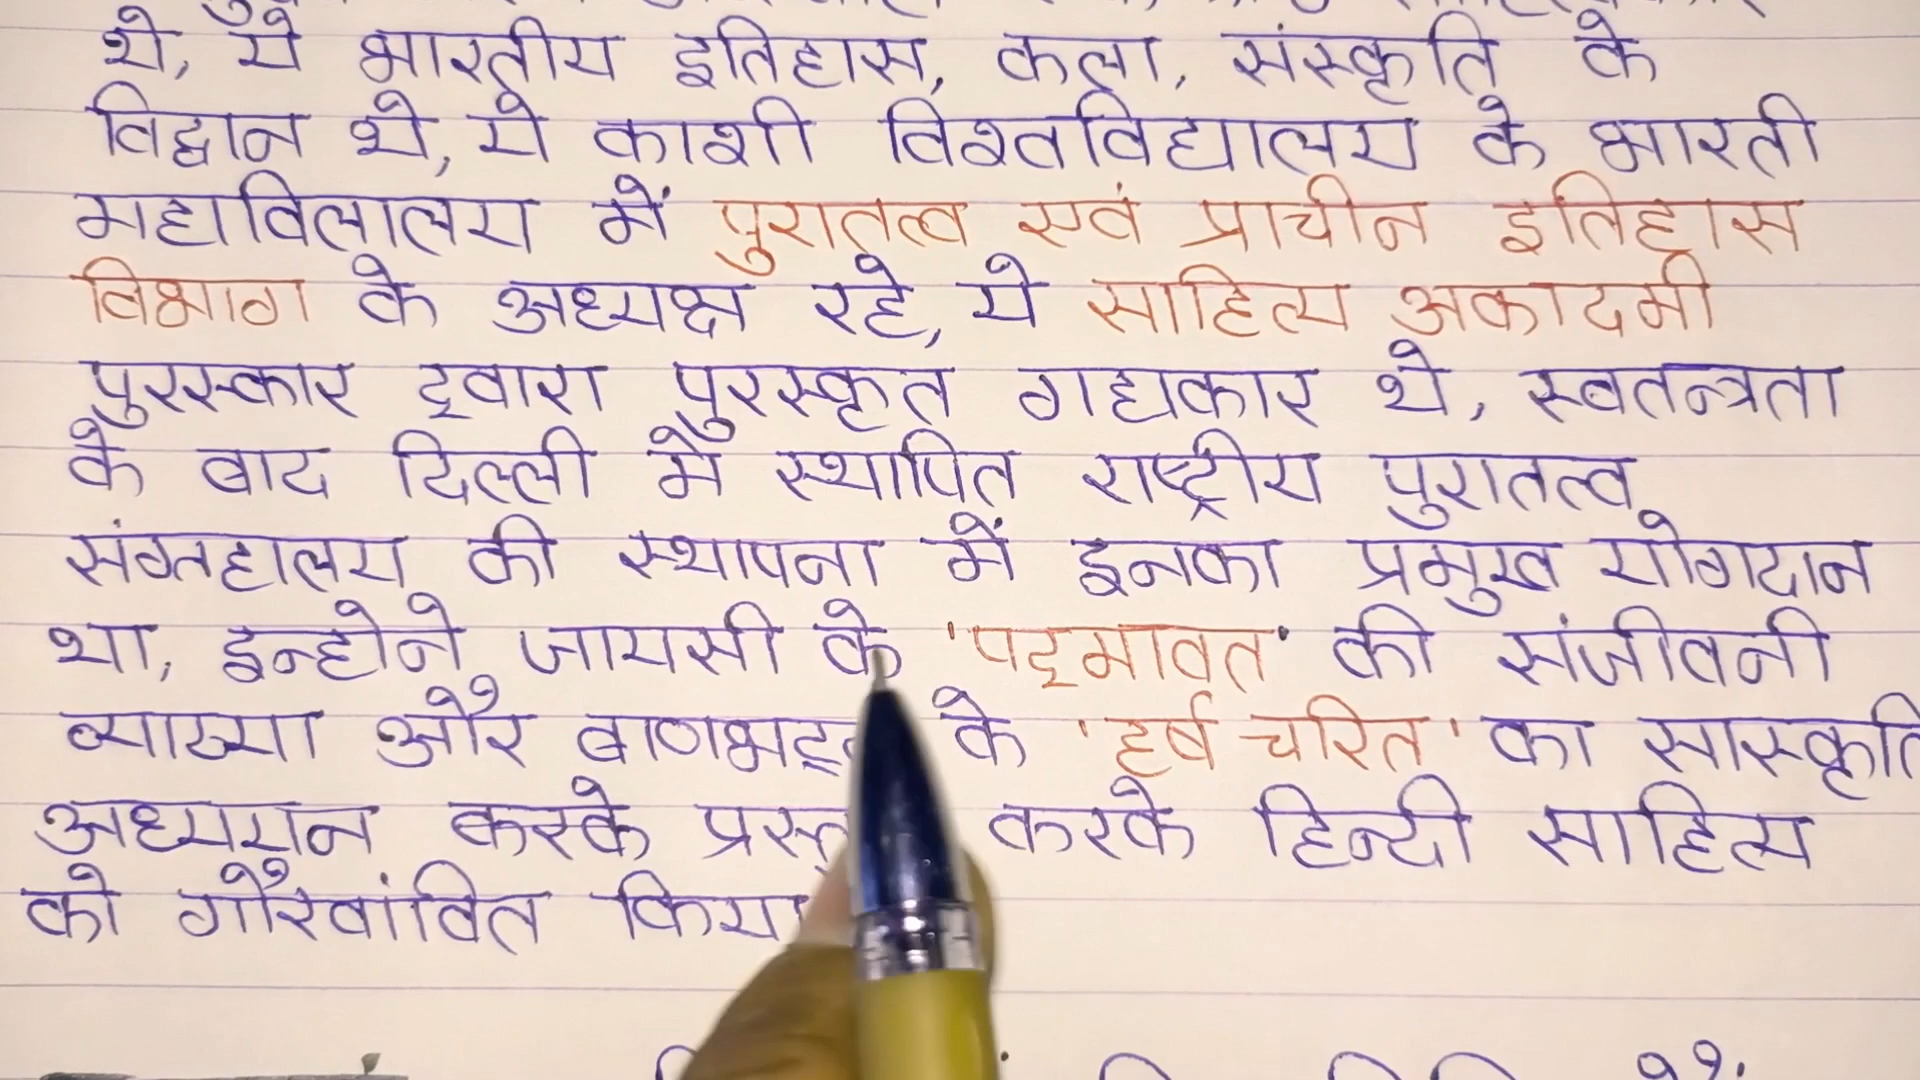 थे, ये भारतीय इतिहास, कला, संस्कृति के
विद्वान थे, ये काशी विश्वविद्यालय के भारती
महाविलालय में पुरातत्व एवं प्राचीन इतिहास
विभाग के अध्यक्ष रहे, ये साहित्य अकादमी
पुरस्कार द्वारा पुरस्कृत गद्यकार थे, स्वतन्त्रता
के बाद दिल्ली में स्थापित राष्ट्रीय पुरातत्व
संग्रहालय की स्थापना में इनका प्रमुख योगदान
था, इन्होने जायसी के 'पद्मावत' की संजीवनी
व्याख्या और बाणभट्ट के 'हर्ष चरित' का सास्कृति
अध्ययन करके करके हिन्दी साहित्य
को गौरवांवित किया